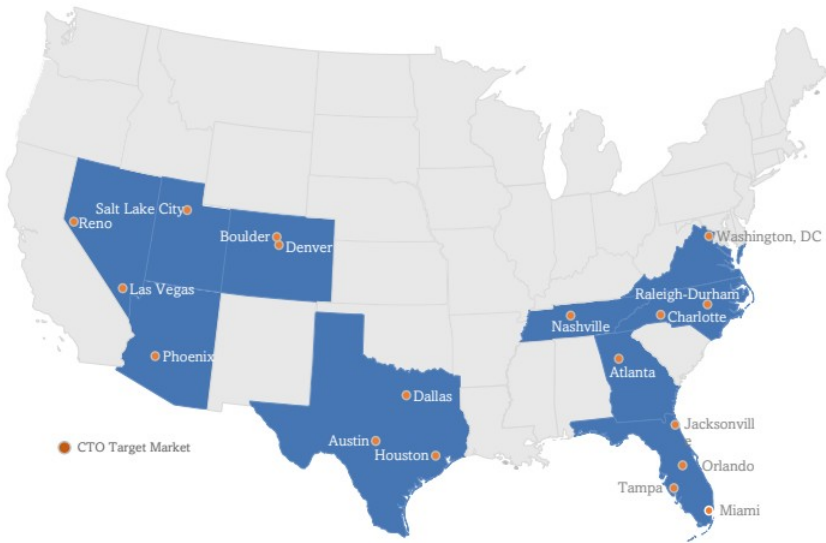 Salt Lake City
Reno
Boulder
Denver
Washington, DC
Las Vegas
Raleigh-Durham
Charlotte
Nashville
Phoenix
Atlanta
Dallas
Jacksonvill
e
Austin
CTO Target Market
Houston
Orlando
Tampa
Miami